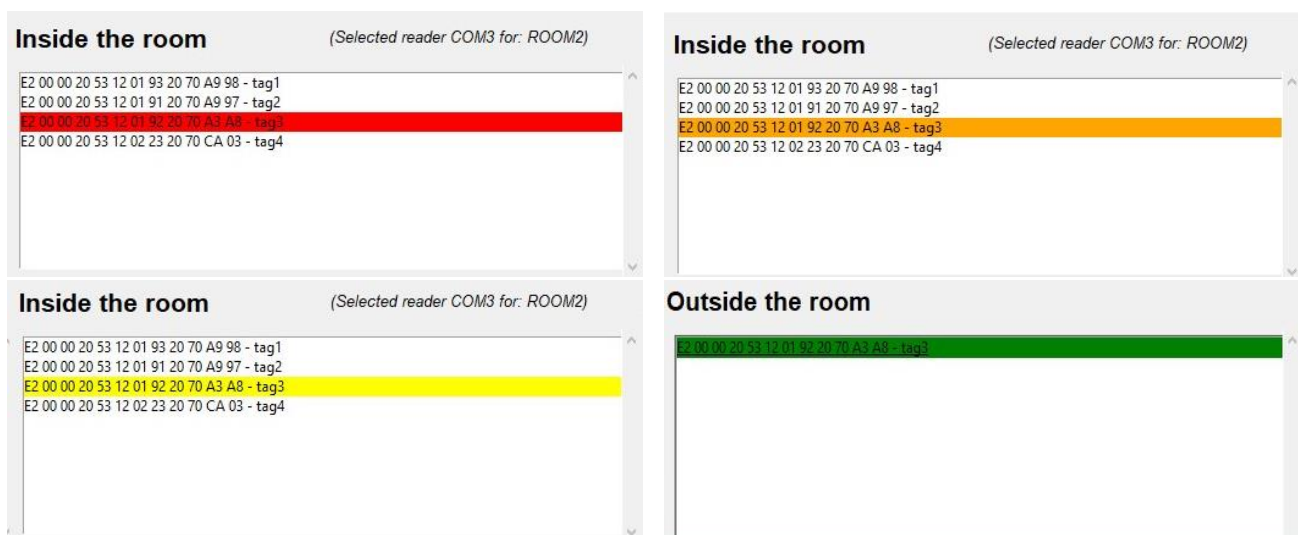 Inside the room (Selected reader COM3 for: ROOM2)
E2 00 00 20 53 12 01 93 20 70 A9 98 - tag1
E2 00 00 20 53 12 01 91 20 70 A9 97 - tag2
E2 00 00 20 53 12 01 92 20 70 A3 A8 - tag3
E2 00 00 20 53 12 02 23 20 70 CA 03 - tag4
Inside the room (Selected reader COM3 for: ROOM2)
E2 00 00 20 53 12 01 93 20 70 A9 98 - tag1
E2 00 00 20 53 12 01 91 20 70 A9 97 - tag2
E2 00 00 20 53 12 01 92 20 70 A3 A8 - tag3
E2 00 00 20 53 12 02 23 20 70 CA 03 - tag4
Inside the room (Selected reader COM3 for: ROOM2)
E2 00 00 20 53 12 01 93 20 70 A9 98 - tag1
E2 00 00 20 53 12 01 91 20 70 A9 97 - tag2
E2 00 00 20 53 12 01 92 20 70 A3 A8 - tag3
E2 00 00 20 53 12 02 23 20 70 CA 03 - tag4
Outside the room
E2 00 00 20 53 12 01 92 20 70 A3 A8 - tag3